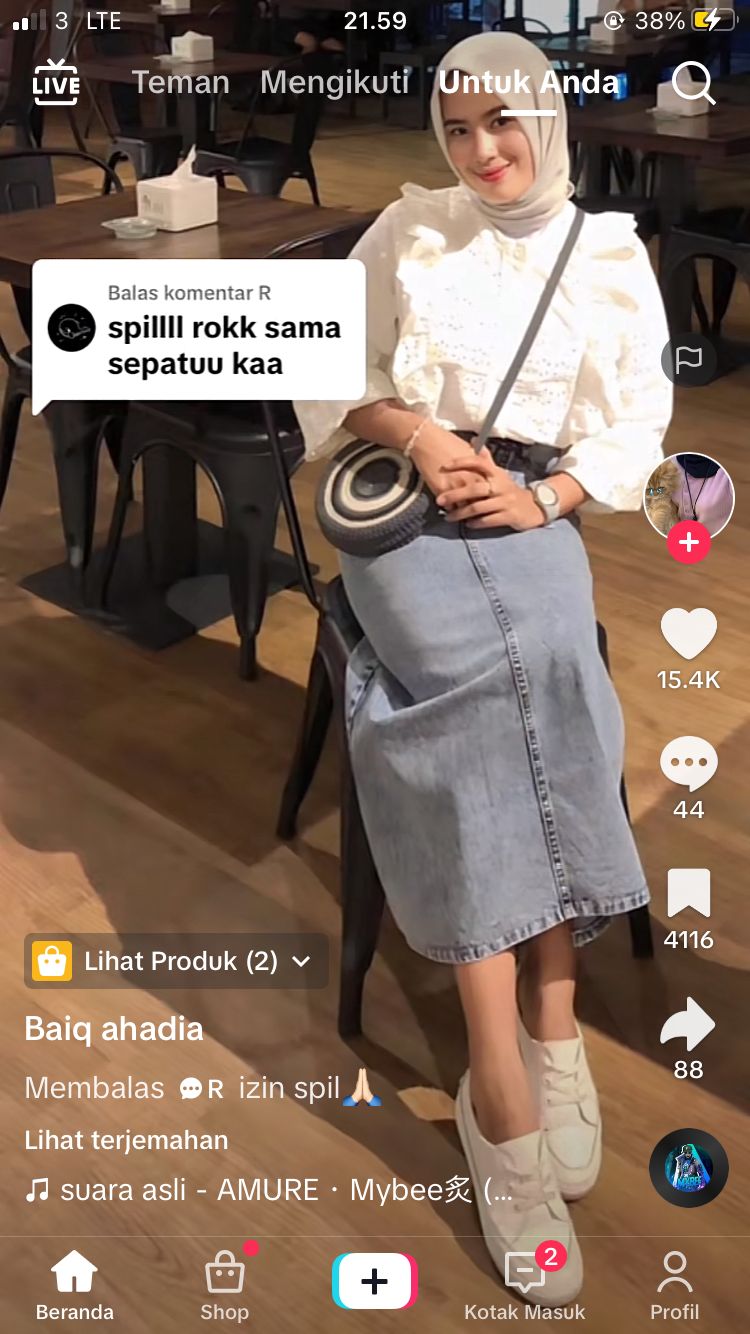 3 LTE
21.59
38%
LIVE
Teman
Mengikuti
Untuk Anda
Balas komentar R
spillll rokk sama
sepatuu kaa
15.4K
44
4116
88
Lihat Produk (2)
Baiq ahadia
Membalas R izin spil🙏🏻
Lihat terjemahan
suara asli - AMURE · Mybee炙 (...
Beranda
Shop
2
Kotak Masuk
Profil